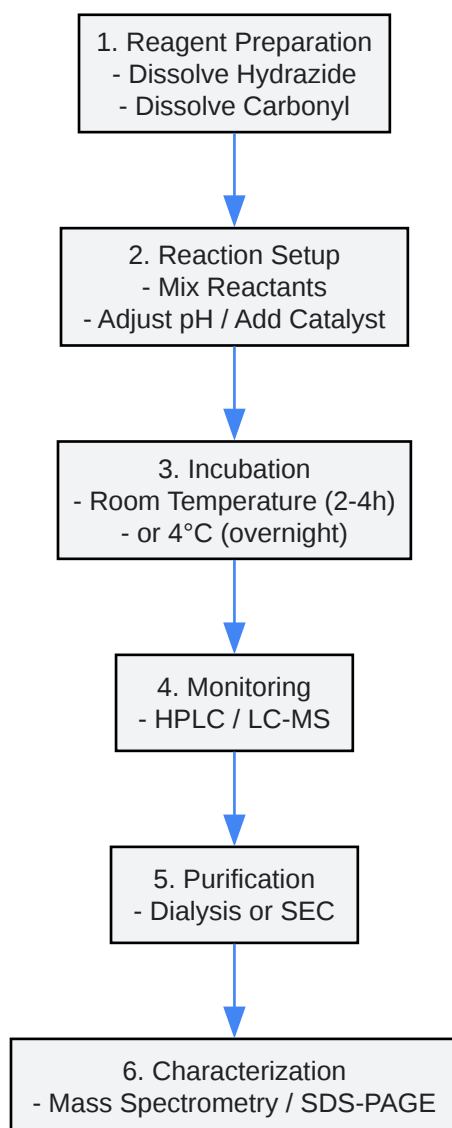 1. Reagent Preparation
- Dissolve Hydrazide
- Dissolve Carbonyl
2. Reaction Setup
- Mix Reactants
- Adjust pH / Add Catalyst
3. Incubation
- Room Temperature (2-4h)
- or 4°C (overnight)
4. Monitoring
- HPLC / LC-MS
5. Purification
- Dialysis or SEC
6. Characterization
- Mass Spectrometry / SDS-PAGE